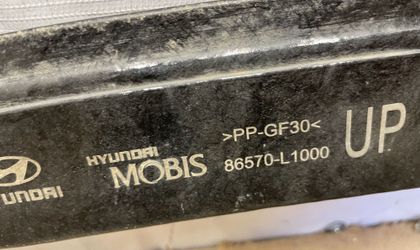 HYUNDAI
HYUNDAI
MOBIS
>PP-GF30<
86570-L1000
UP